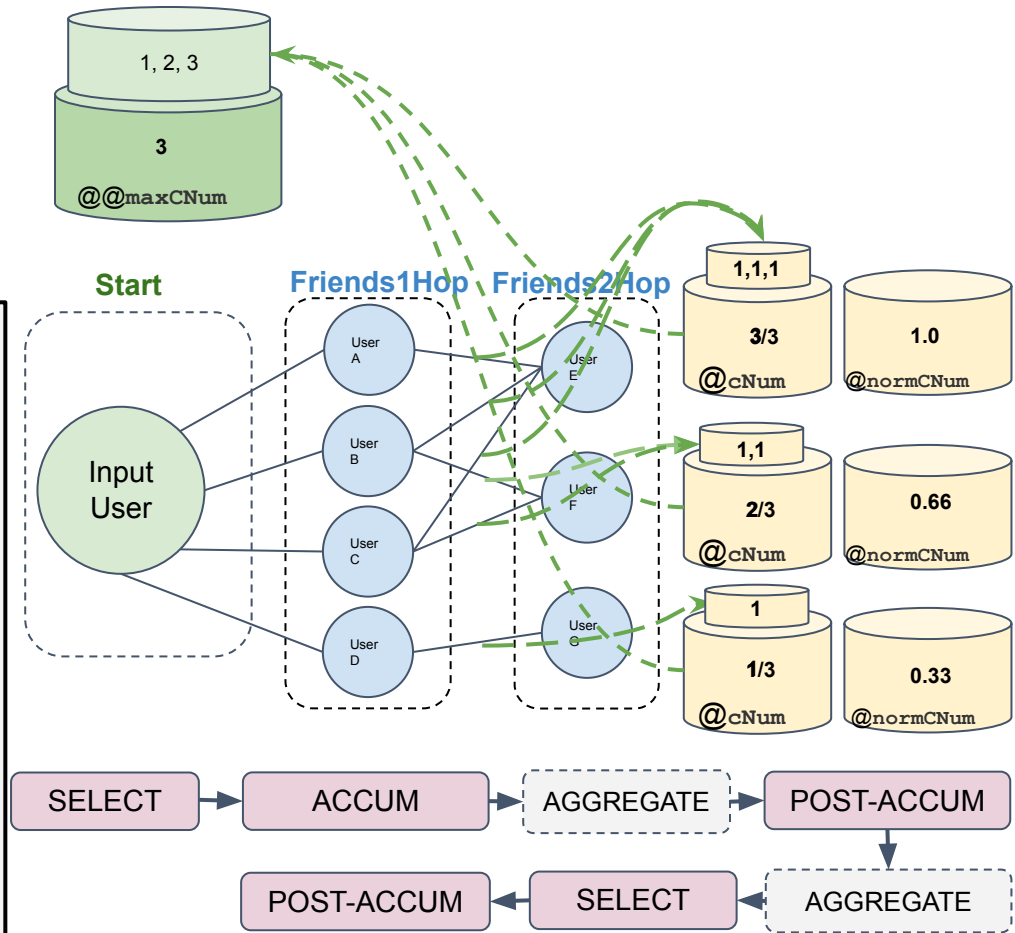 1, 2, 3
3
@@maxCNum
Start
Friends1Hop
Friends2Hop
Input
User
User
A
User
B
User
C
User
D
User
E
User
F
User
G
1,1,1
3/3
@cNum
1.0
@normCNum
1,1
2/3
@cNum
0.66
@normCNum
1
1/3
@cNum
0.33
@normCNum
SELECT
ACCUM
AGGREGATE
POST-ACCUM
POST-ACCUM
SELECT
AGGREGATE